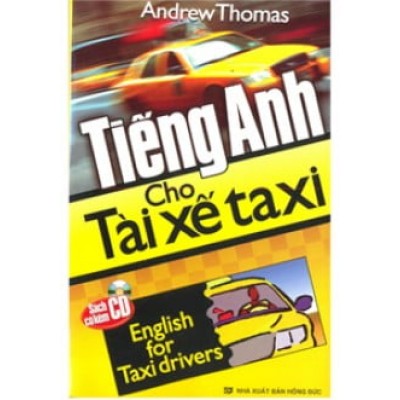 Andrew Thomas
Tiếng Anh
Cho
Tài xế taxi
Sách
có kèm CD
English
for
Taxi drivers
NHÀ XUẤT BẢN HỒNG ĐỨC